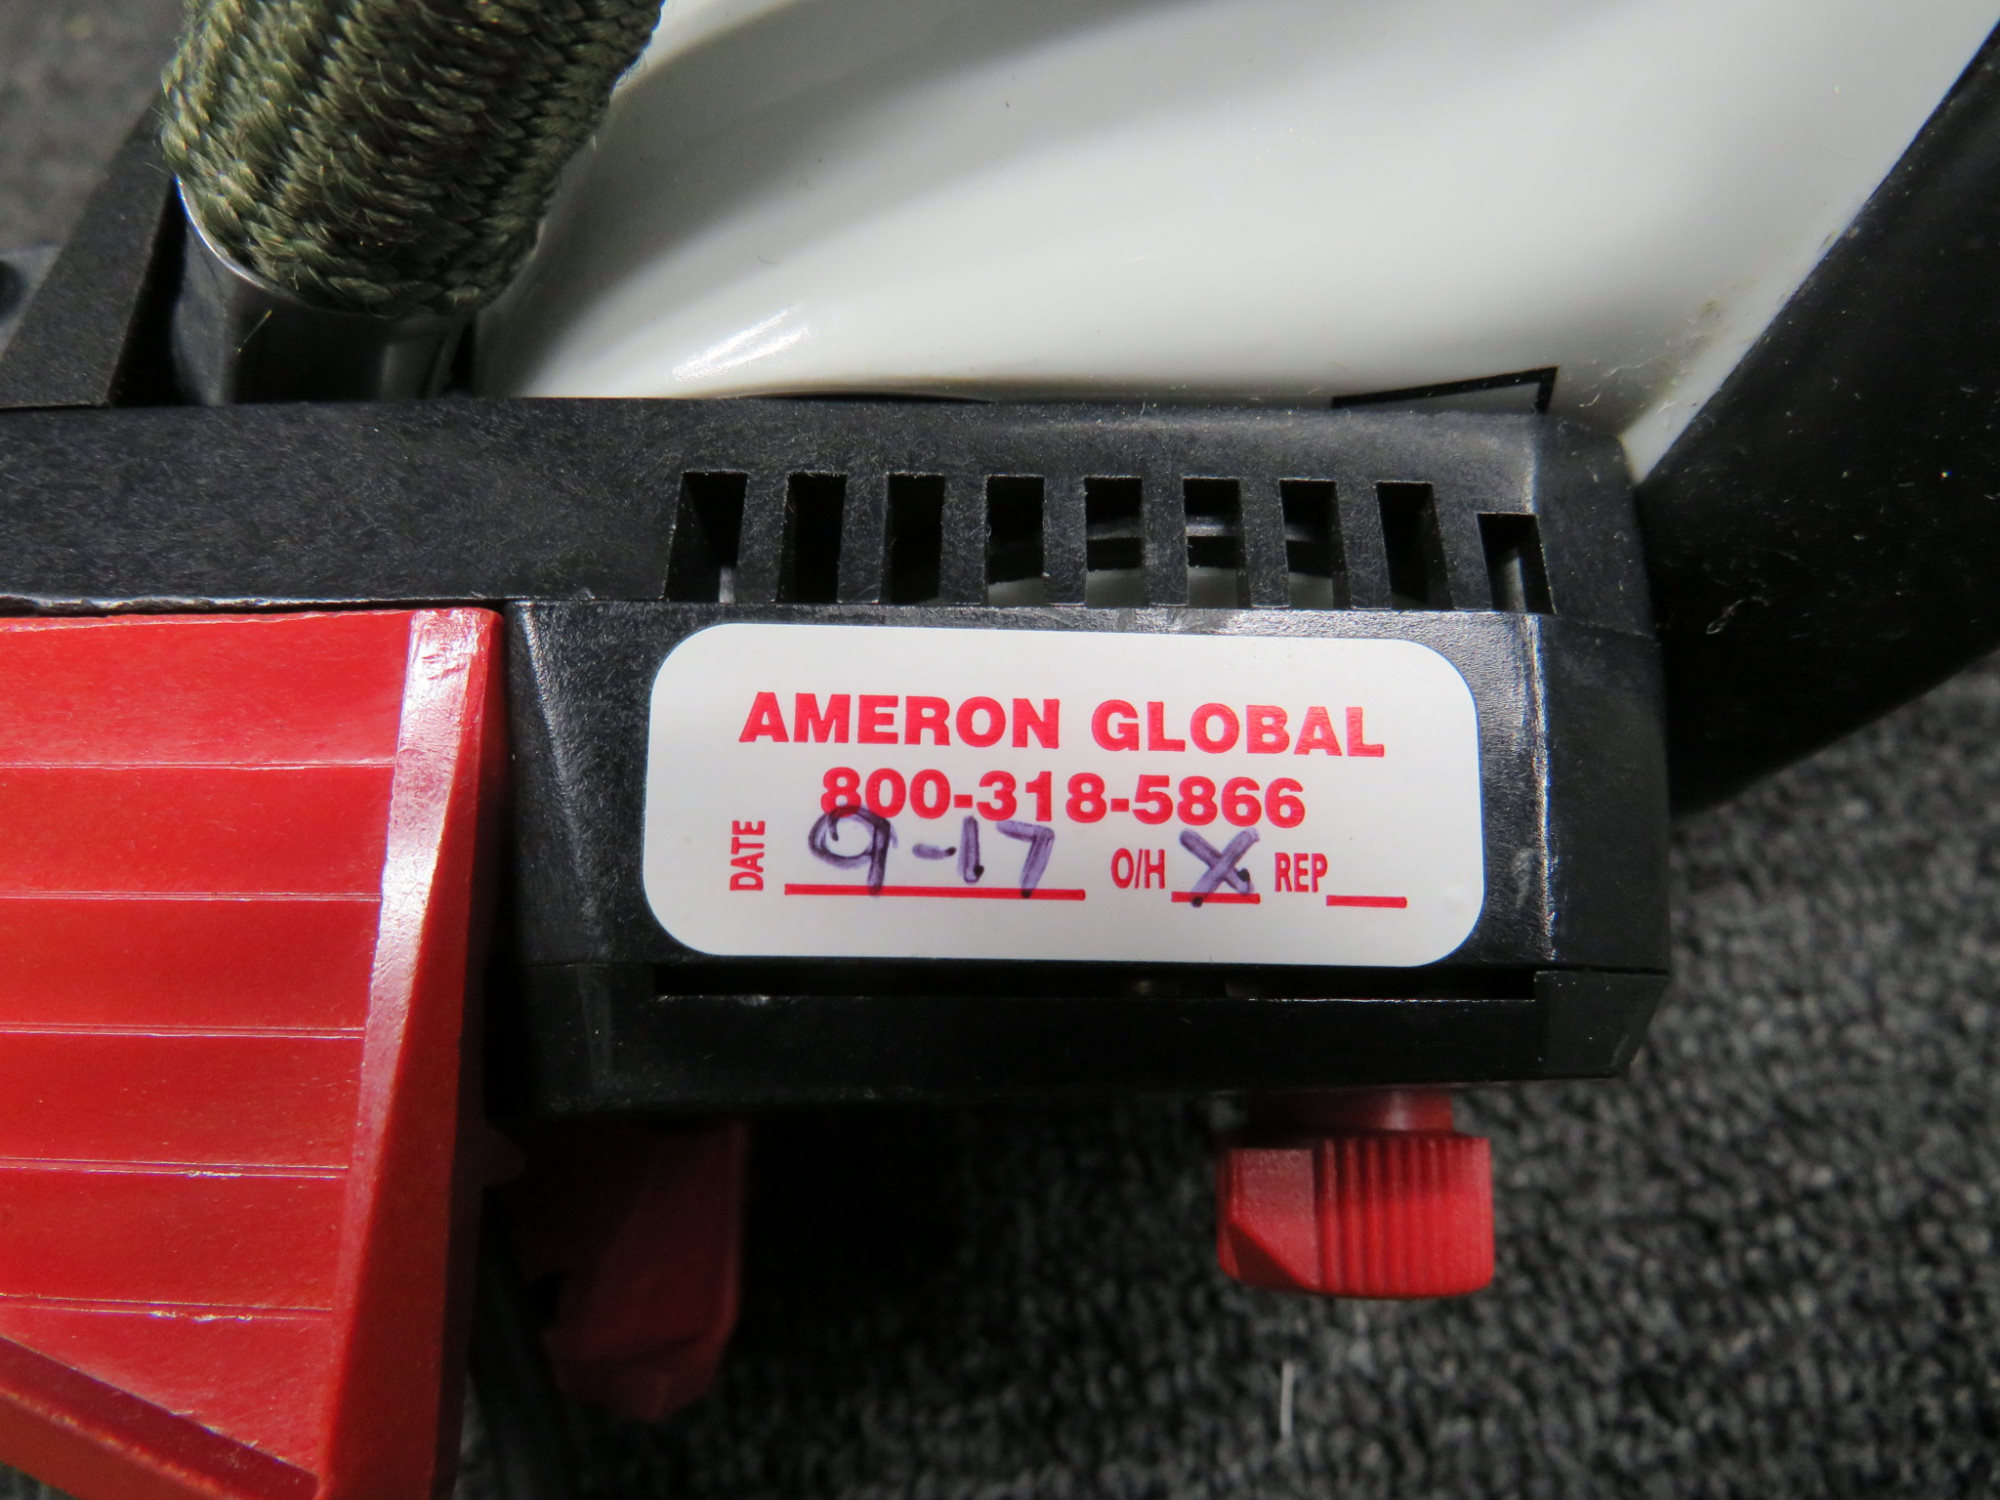 AMERON GLOBAL
800-318-5866
DATE 9-17 O/H X REP